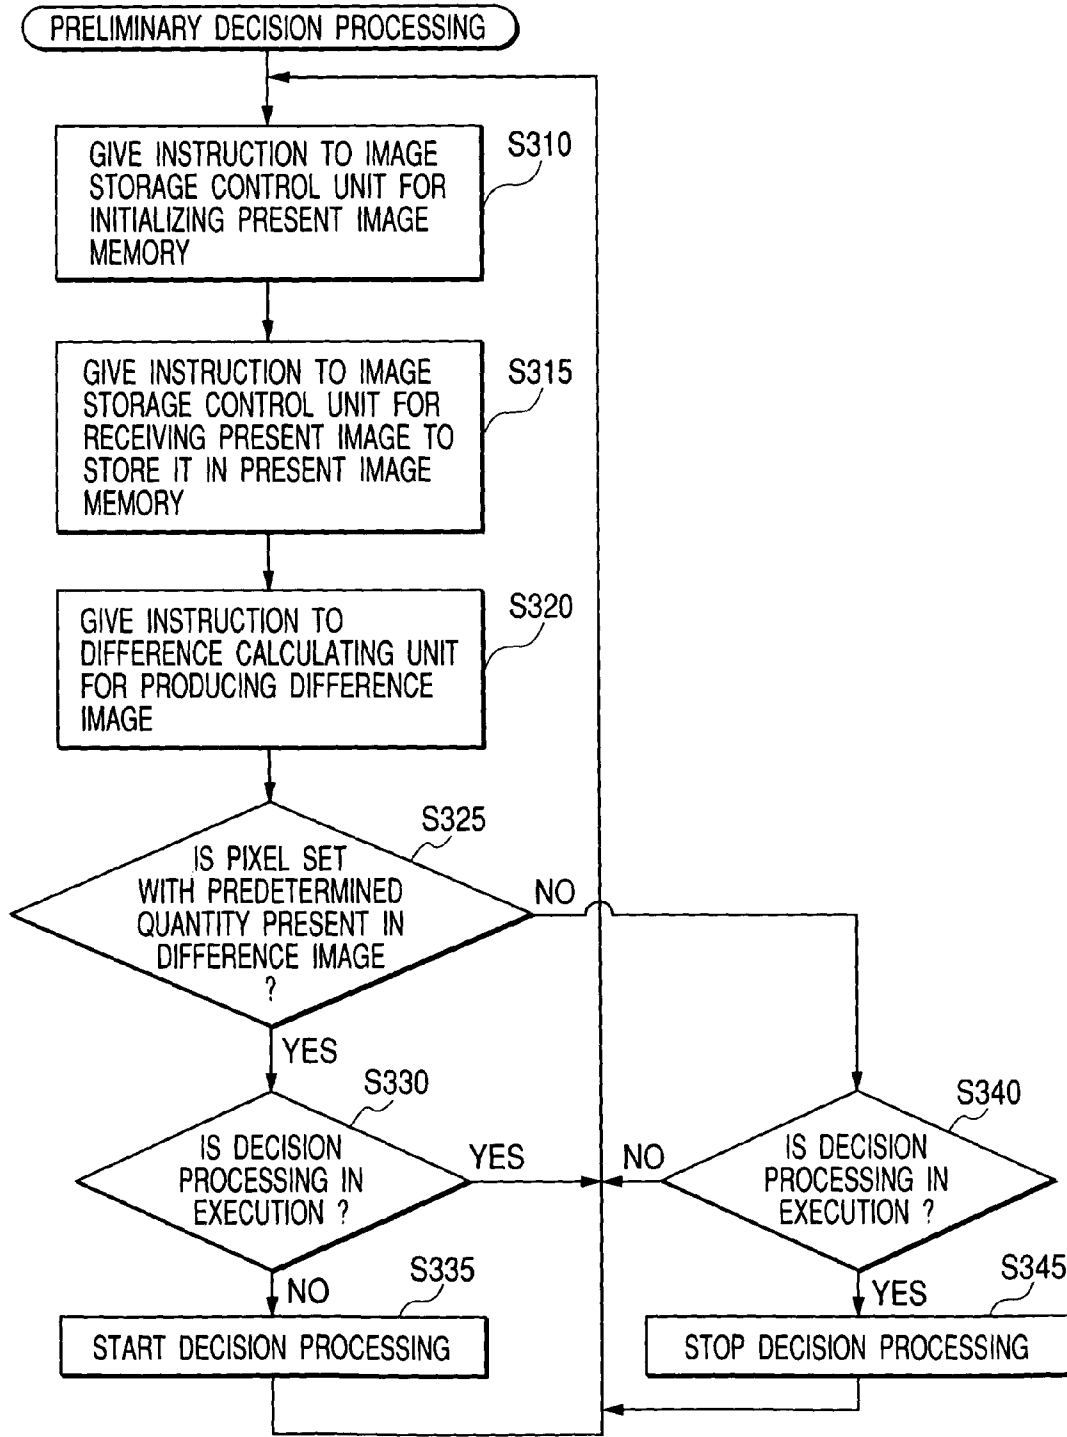 PRELIMINARY DECISION PROCESSING
S310
GIVE INSTRUCTION TO IMAGE
STORAGE CONTROL UNIT FOR
INITIALIZING PRESENT IMAGE
MEMORY
S315
GIVE INSTRUCTION TO IMAGE
STORAGE CONTROL UNIT FOR
RECEIVING PRESENT IMAGE TO
STORE IT IN PRESENT IMAGE
MEMORY
S320
GIVE INSTRUCTION TO
DIFFERENCE CALCULATING UNIT
FOR PRODUCING DIFFERENCE
IMAGE
S325
IS PIXEL SET
WITH PREDETERMINED
QUANTITY PRESENT IN
DIFFERENCE IMAGE
?
NO
YES
S330
IS DECISION
PROCESSING IN
EXECUTION ?
YES
NO
S335
START DECISION PROCESSING
S340
IS DECISION
PROCESSING IN
EXECUTION ?
NO
YES
S345
STOP DECISION PROCESSING